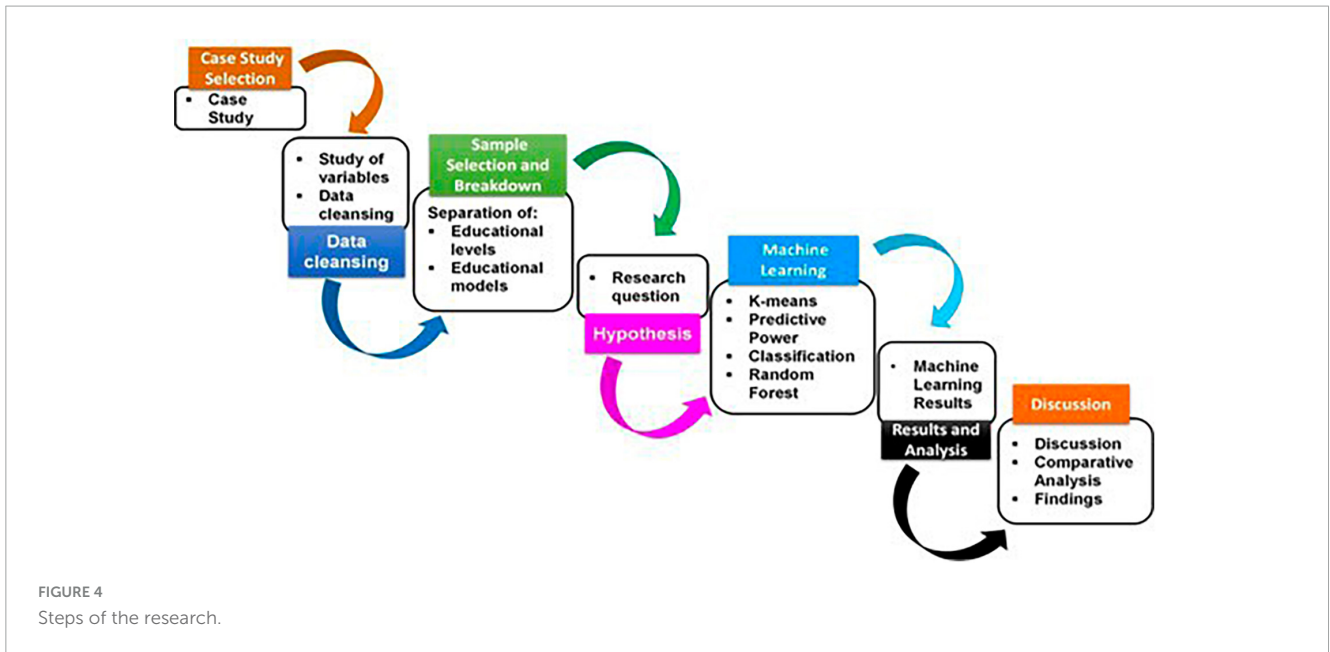 Case Study
Selection
▪ Case
Study
▪ Study of
variables
▪ Data
cleansing
Data
cleansing
Sample
Selection and
Breakdown
Separation of:
▪ Educational
levels
▪ Educational
models
▪ Research
question
Hypothesis
Machine
Learning
▪ K-means
▪ Predictive
Power
▪ Classification
▪ Random
Forest
▪ Machine
Learning
Results
Results and
Analysis
Discussion
▪ Discussion
▪ Comparative
Analysis
▪ Findings
FIGURE 4
Steps of the research.